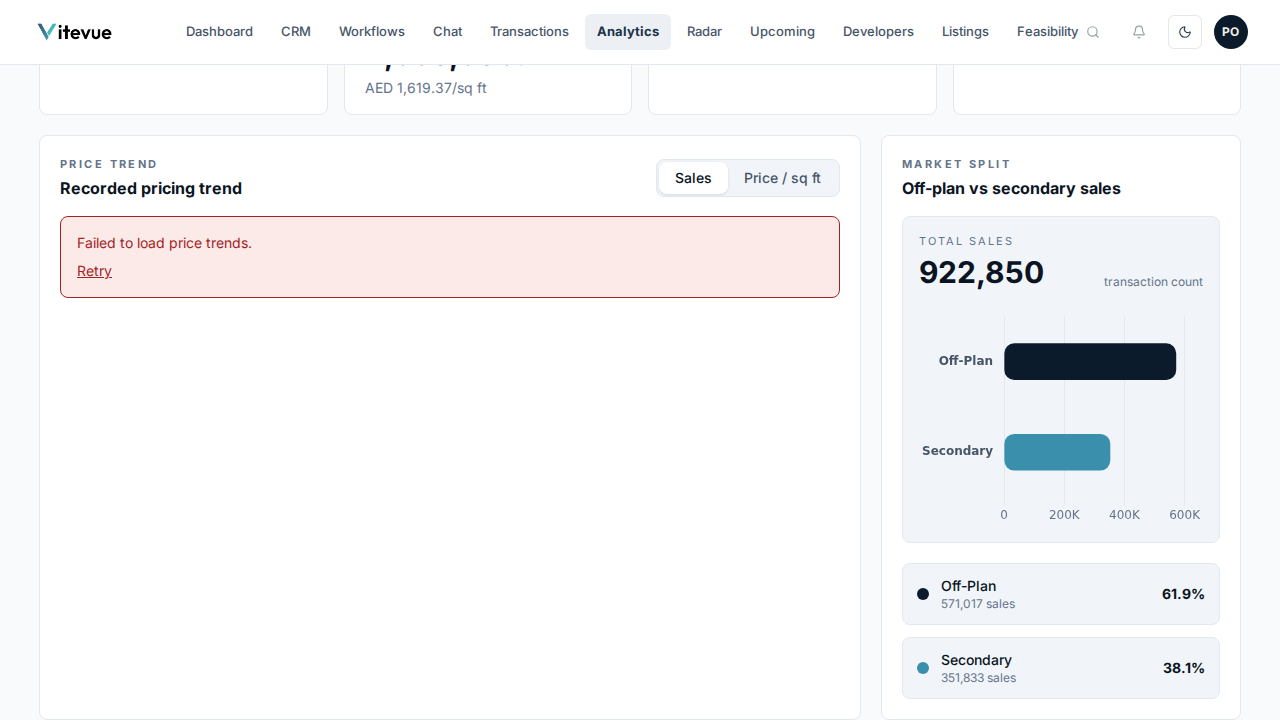 Vitevue
Dashboard CRM Workflows Chat Transactions Analytics Radar Upcoming Developers Listings Feasibility PO
AED 1,619.37/sq ft
PRICE TREND
Recorded pricing trend
Sales Price / sq ft
Failed to load price trends.
Retry
MARKET SPLIT
Off-plan vs secondary sales
TOTAL SALES
922,850 transaction count
Off-Plan
Secondary
0 200K 400K 600K
Off-Plan
571,017 sales
61.9%
Secondary
351,833 sales
38.1%